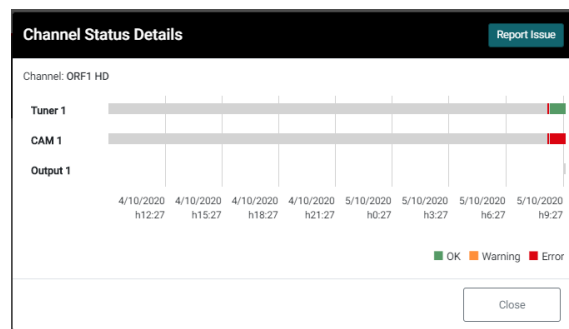 Channel Status Details
Report Issue
Channel: ORF1 HD
Tuner 1
CAM 1
Output 1
4/10/2020 4/10/2020 4/10/2020 4/10/2020 5/10/2020 5/10/2020 5/10/2020 5/10/2020
h12:27 h15:27 h18:27 h21:27 h0:27 h3:27 h6:27 h9:27
OK Warning Error
Close